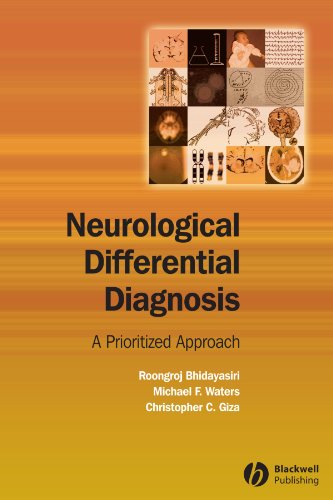 Neurological
Differential
Diagnosis
A Prioritized Approach
Roongroj Bhidayasiri
Michael F. Waters
Christopher C. Giza
Blackwell
Publishing